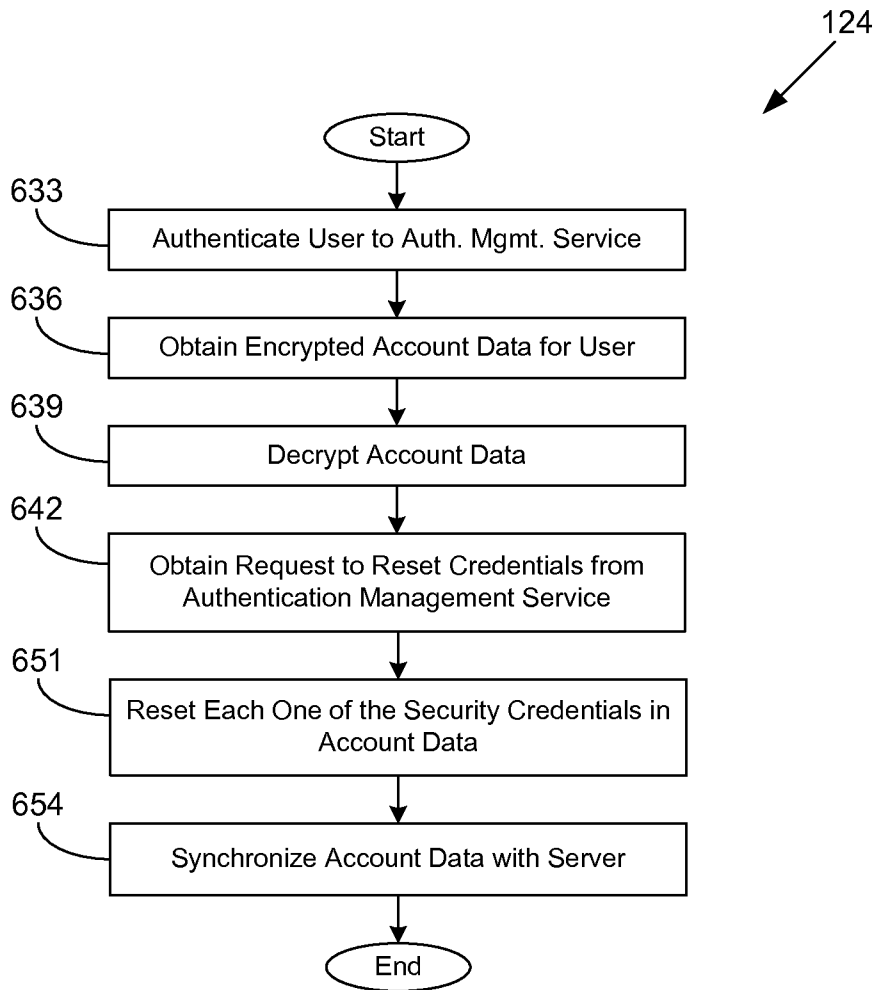 124
Start
633
Authenticate User to Auth. Mgmt. Service
636
Obtain Encrypted Account Data for User
639
Decrypt Account Data
642
Obtain Request to Reset Credentials from
Authentication Management Service
651
Reset Each One of the Security Credentials in
Account Data
654
Synchronize Account Data with Server
End